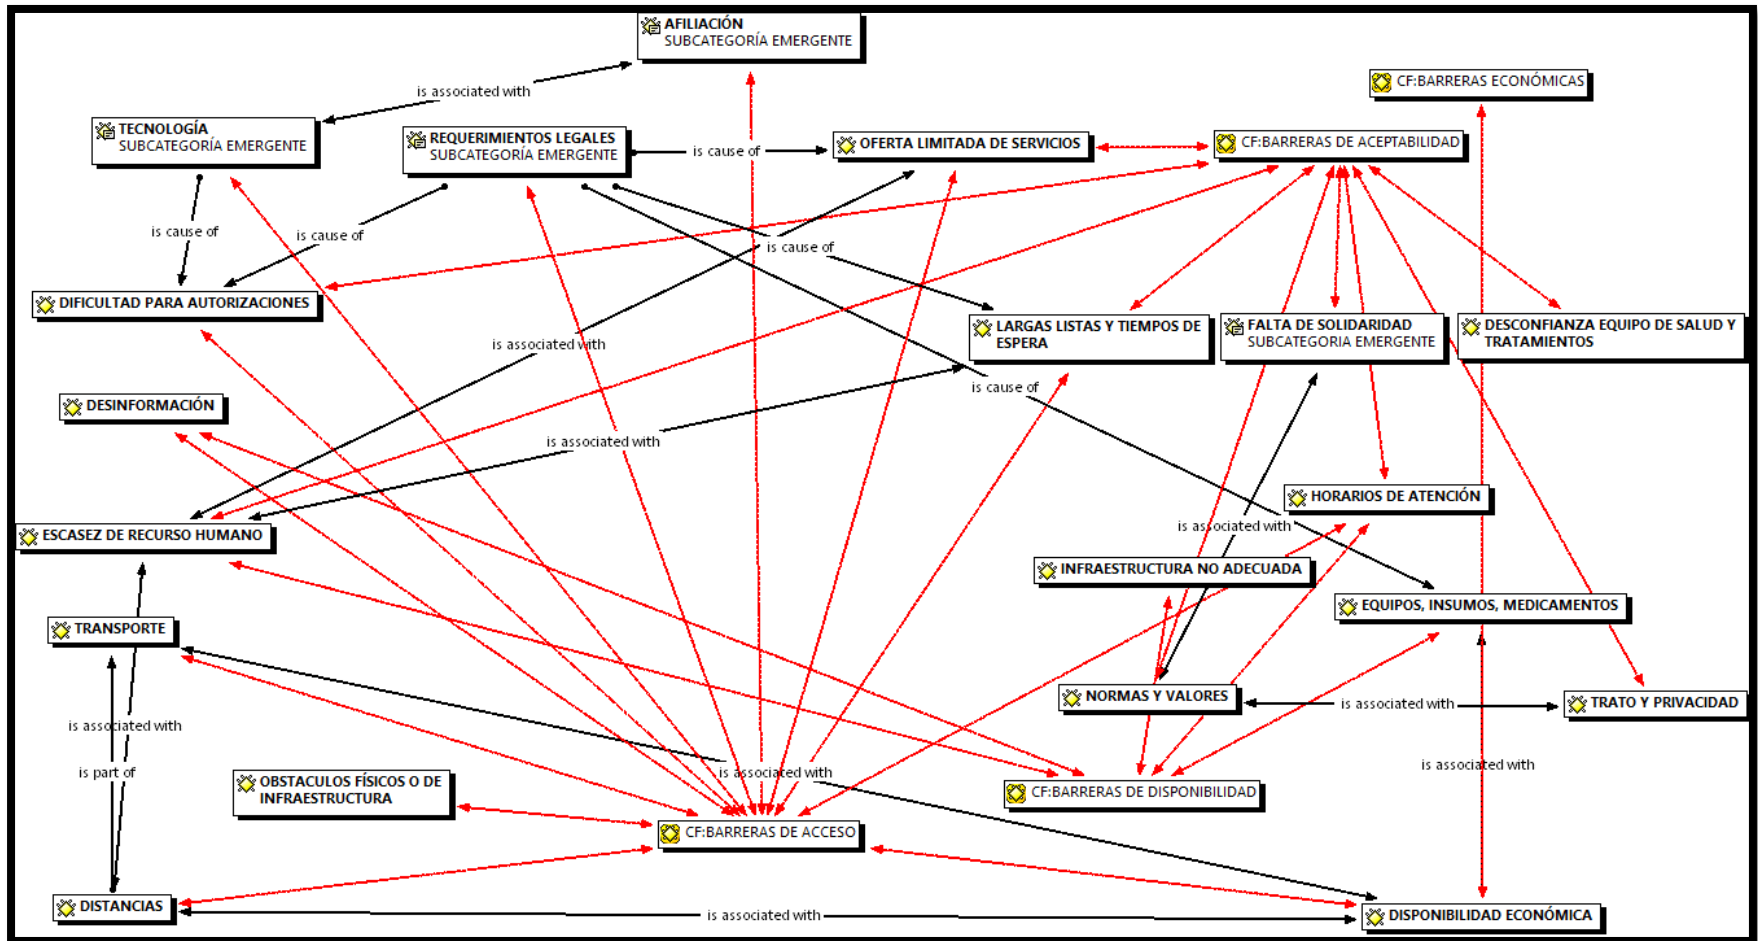 AFILIACIÓN
SUBCATEGORÍA EMERGENTE
CF:BARRERAS ECONÓMICAS
is associated with
TECNOLOGÍA
SUBCATEGORÍA EMERGENTE
REQUERIMIENTOS LEGALES
SUBCATEGORÍA EMERGENTE
is cause of
OFERTA LIMITADA DE SERVICIOS
CF:BARRERAS DE ACEPTABILIDAD
is cause of
is cause of
is cause of
DIFICULTAD PARA AUTORIZACIONES
LARGAS LISTAS Y TIEMPOS DE
ESPERA
FALTA DE SOLIDARIDAD
SUBCATEGORIA EMERGENTE
DESCONFIANZA EQUIPO DE SALUD Y
TRATAMIENTOS
is associated with
is cause of
DESINFORMACIÓN
is associated with
HORARIOS DE ATENCIÓN
is associated with
ESCASEZ DE RECURSO HUMANO
INFRAESTRUCTURA NO ADECUADA
EQUIPOS, INSUMOS, MEDICAMENTOS
TRANSPORTE
NORMAS Y VALORES
is associated with
TRATO Y PRIVACIDAD
is associated with
is part of
is associated with
is associated with
OBSTACULOS FÍSICOS O DE
INFRAESTRUCTURA
CF:BARRERAS DE DISPONIBILIDAD
CF:BARRERAS DE ACCESO
DISTANCIAS
is associated with
DISPONIBILIDAD ECONÓMICA